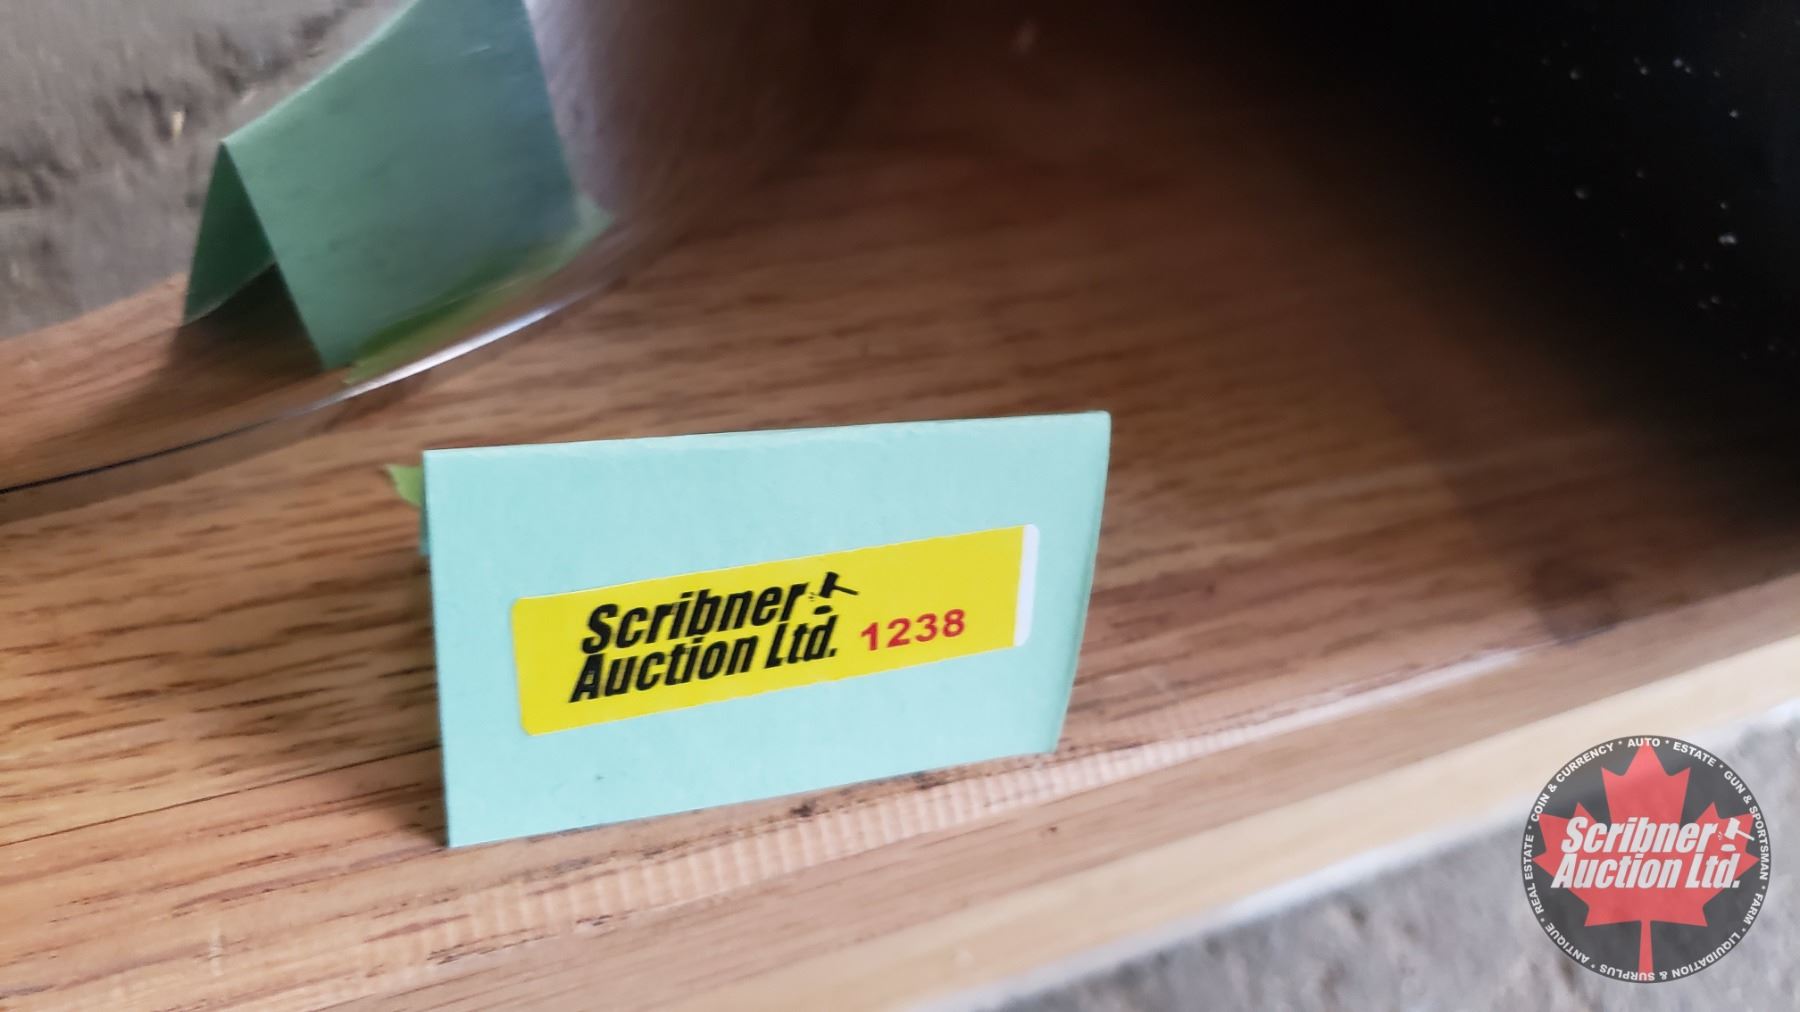 Scribner
Auction Ltd. 1238
COIN & CURRENCY * AUTO * ESTATE * GUN & SPORTSMAN * FARM * LIQUIDATION & SURPLUS * ANTIQUE * REAL ESTATE *
Scribner
Auction Ltd.